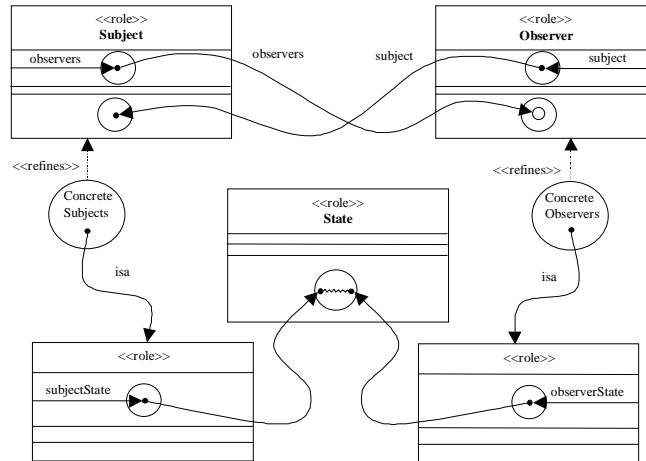 <<role>>
Subject
<<role>>
Observer
observers
observers
subject
subject
<<refines>>
<<refines>>
Concrete
Subjects
<<role>>
State
Concrete
Observers
isa
isa
<<role>>
<<role>>
subjectState
observerState